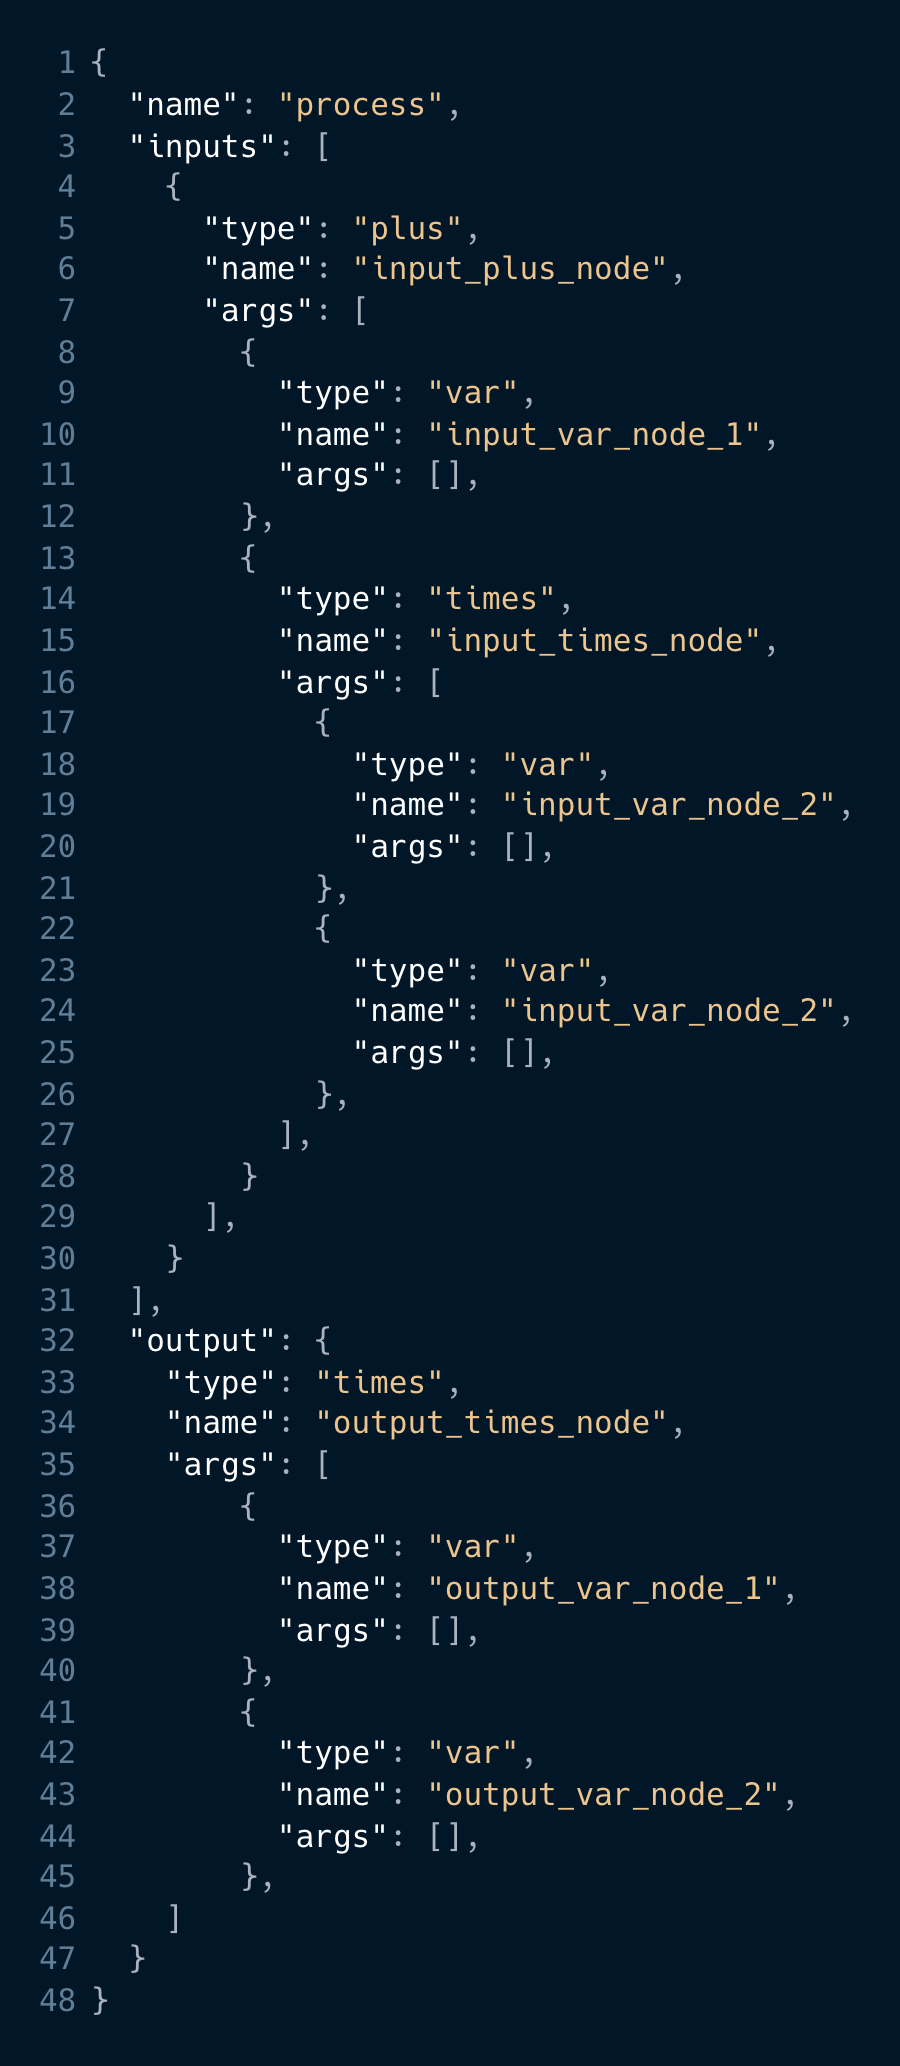 1 {
2   "name": "process",
3   "inputs": [
4     {
5       "type": "plus",
6       "name": "input_plus_node",
7       "args": [
8         {
9           "type": "var",
10           "name": "input_var_node_1",
11           "args": [],
12         },
13         {
14           "type": "times",
15           "name": "input_times_node",
16           "args": [
17             {
18               "type": "var",
19               "name": "input_var_node_2",
20               "args": [],
21             },
22             {
23               "type": "var",
24               "name": "input_var_node_2",
25               "args": [],
26             },
27           ],
28         }
29       ],
30     }
31   ],
32   "output": {
33     "type": "times",
34     "name": "output_times_node",
35     "args": [
36         {
37           "type": "var",
38           "name": "output_var_node_1",
39           "args": [],
40         },
41         {
42           "type": "var",
43           "name": "output_var_node_2",
44           "args": [],
45         },
46     ]
47   }
48 }